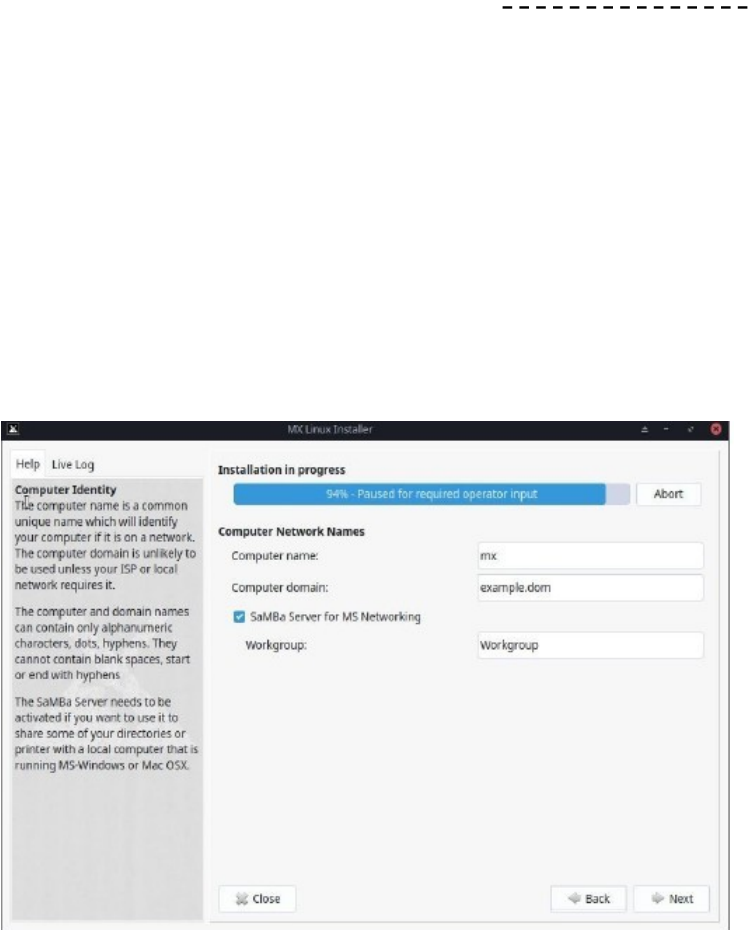 MX Linux Installer
Help Live Log
Computer Identity
The computer name is a common
unique name which will identify
your computer if it is on a network.
The computer domain is unlikely to
be used unless your ISP or local
network requires it.
The computer and domain names
can contain only alphanumeric
characters, dots, hyphens. They
cannot contain blank spaces, start
or end with hyphens
The SaMBa Server needs to be
activated if you want to use it to
share some of your directories or
printer with a local computer that is
running MS-Windows or Mac OSX.
Installation in progress
94% - Paused for required operator input
Abort
Computer Network Names
Computer name: mx
Computer domain: example.dom
SaMBa Server for MS Networking
Workgroup: Workgroup
Close Back Next